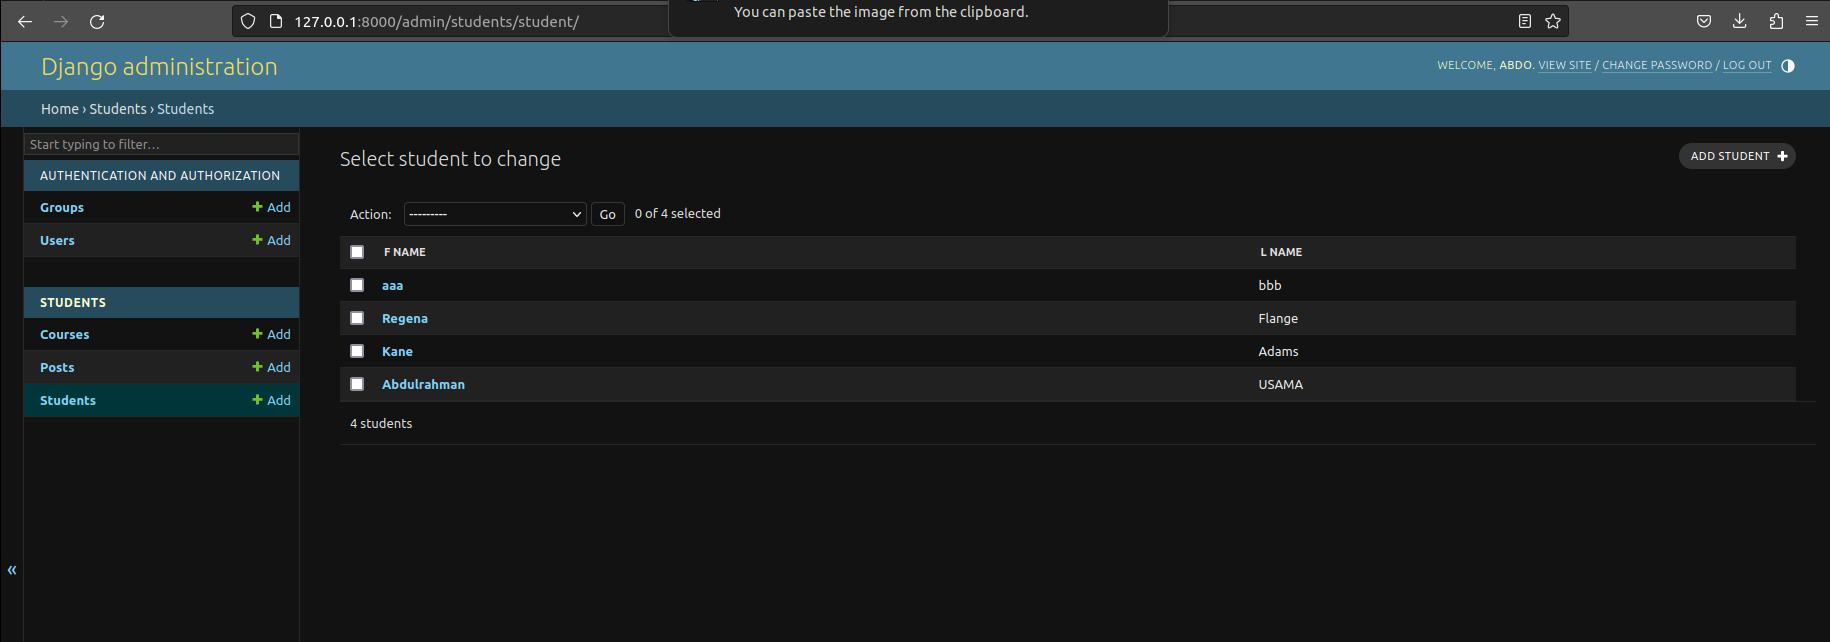 You can paste the image from the clipboard.
127.0.0.1:8000/admin/students/student/
Django administration
WELCOME, ABDO. VIEW SITE / CHANGE PASSWORD / LOG OUT
Home › Students › Students
Start typing to filter…
AUTHENTICATION AND AUTHORIZATION
Groups + Add
Users + Add
STUDENTS
Courses + Add
Posts + Add
Students + Add
«
Select student to change
ADD STUDENT +
Action: --------- Go 0 of 4 selected
F NAME L NAME
aaa bbb
Regena Flange
Kane Adams
Abdulrahman USAMA
4 students